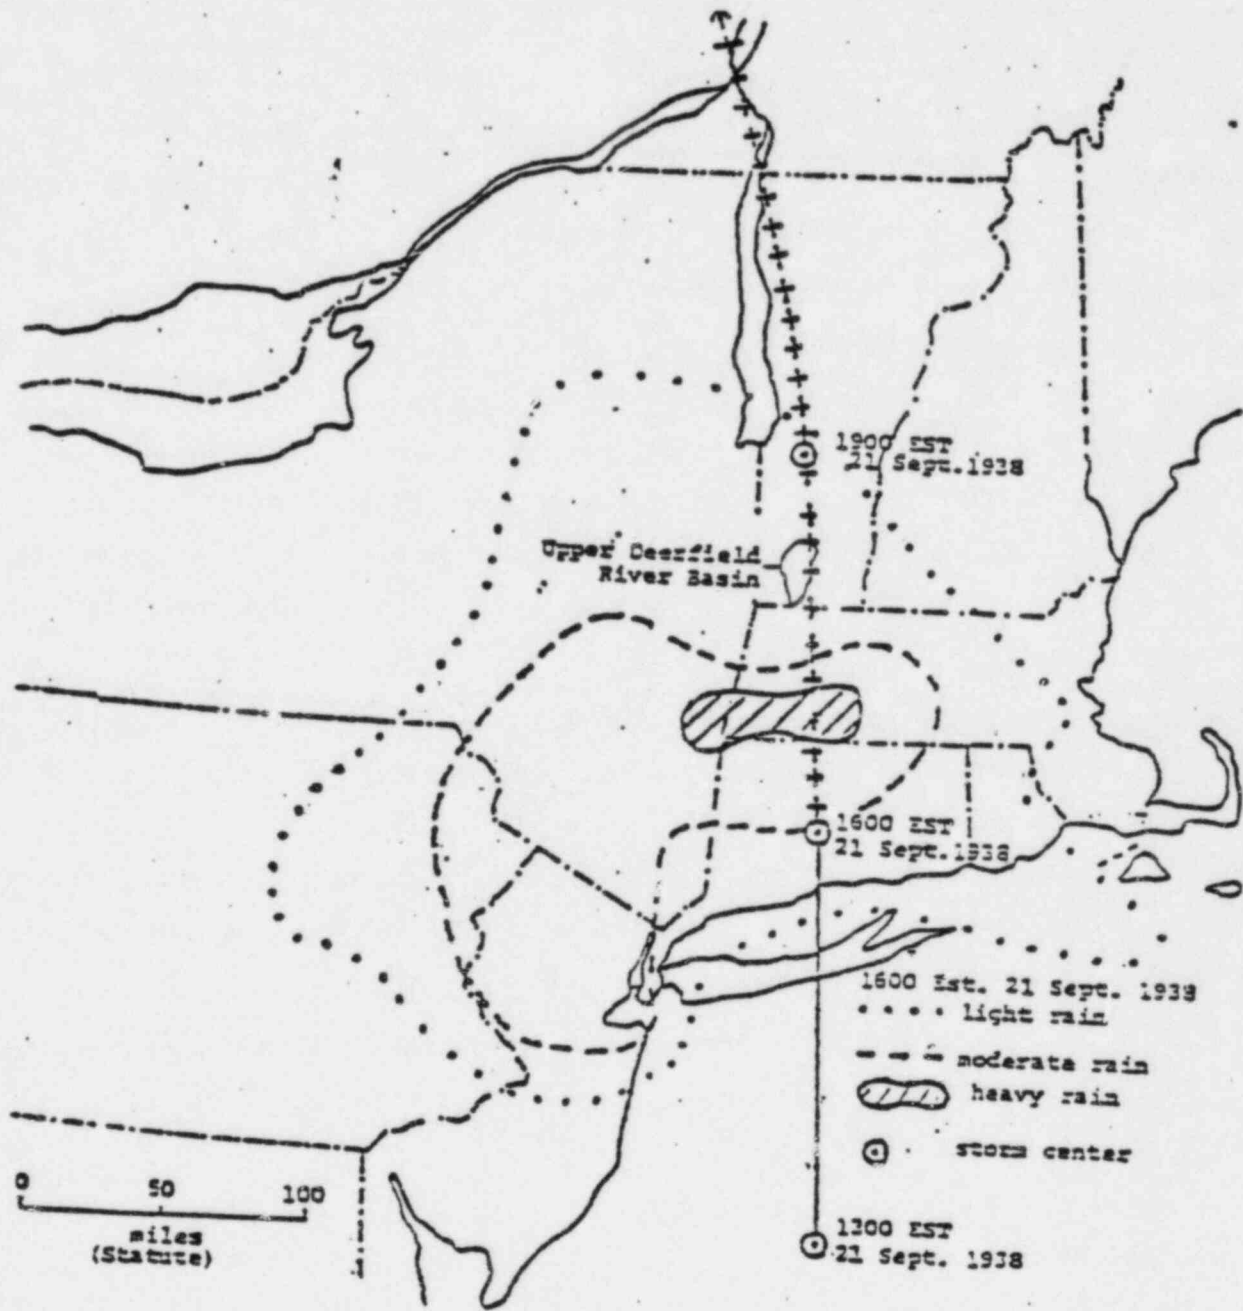 1900 EST
21 Sept. 1938
Upper Deerfield
River Basin
1600 EST
21 Sept. 1938
1600 Est. 21 Sept. 1938
light rain
moderate rain
heavy rain
storm center
0 50 100
miles
(Statute)
1300 EST
21 Sept. 1938